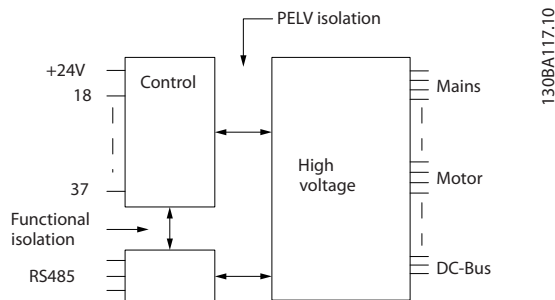 PELV isolation
130BA117.10
+24V
Control
Mains
18
High
voltage
Motor
37
Functional
isolation
RS485
DC-Bus